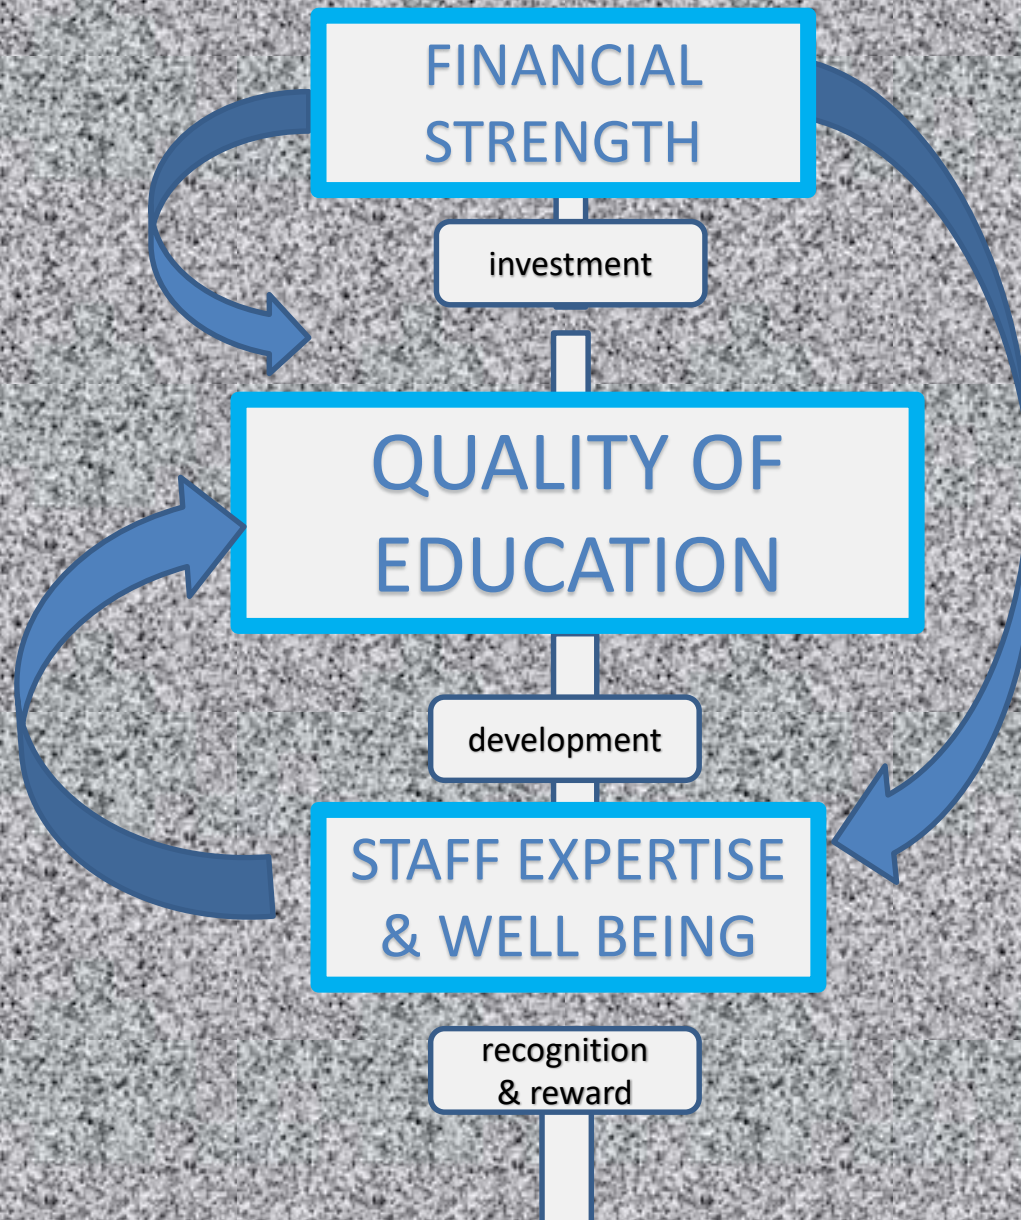 FINANCIAL
STRENGTH
investment
QUALITY OF
EDUCATION
development
STAFF EXPERTISE
& WELL BEING
recognition
& reward